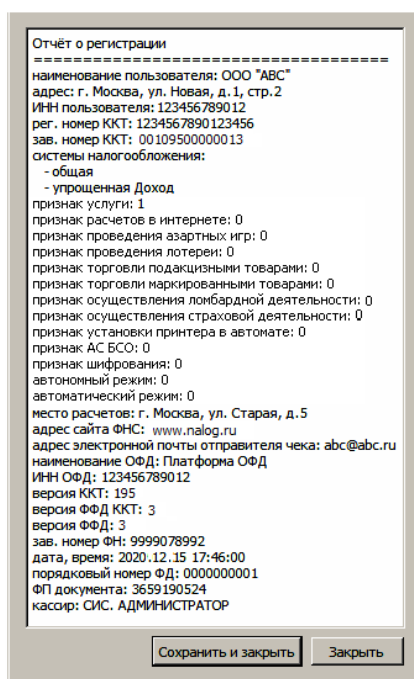 Отчёт о регистрации
=====================================
наименование пользователя: ООО "АВС"
адрес: г. Москва, ул. Новая, д.1, стр.2
ИНН пользователя: 123456789012
рег. номер ККТ: 1234567890123456
зав. номер ККТ: 00109500000013
системы налогообложения:
- общая
- упрощенная Доход
признак услуги: 1
признак расчетов в интернете: 0
признак проведения азартных игр: 0
признак проведения лотереи: 0
признак торговли подакцизными товарами: 0
признак торговли маркированными товарами: 0
признак осуществления ломбардной деятельности: 0
признак осуществления страховой деятельности: 0
признак установки принтера в автомате: 0
признак АС БСО: 0
признак шифрования: 0
автономный режим: 0
автоматический режим: 0
место расчетов: г. Москва, ул. Старая, д.5
адрес сайта ФНС: www.nalog.ru
адрес электронной почты отправителя чека: abc@abc.ru
наименование ОФД: Платформа ОФД
ИНН ОФД: 123456789012
версия ККТ: 195
версия ФФД ККТ: 3
версия ФФД: 3
зав. номер ФН: 9999078992
дата, время: 2020.12.15 17:46:00
порядковый номер ФД: 0000000001
ФП документа: 3659190524
кассир: СИС. АДМИНИСТРАТОР
Сохранить и закрыть Закрыть